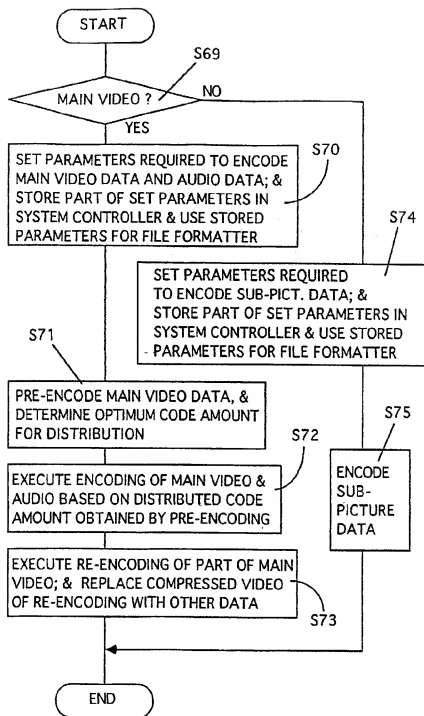 START
S69
MAIN VIDEO ?
NO
YES
S70
SET PARAMETERS REQUIRED TO ENCODE
MAIN VIDEO DATA AND AUDIO DATA; &
STORE PART OF SET PARAMETERS IN
SYSTEM CONTROLLER & USE STORED
PARAMETERS FOR FILE FORMATTER
S74
SET PARAMETERS REQUIRED
TO ENCODE SUB-PICT. DATA; &
STORE PART OF SET PARAMETERS IN
SYSTEM CONTROLLER & USE STORED
PARAMETERS FOR FILE FORMATTER
S71
PRE-ENCODE MAIN VIDEO DATA, &
DETERMINE OPTIMUM CODE AMOUNT
FOR DISTRIBUTION
S75
ENCODE
SUB-
PICTURE
DATA
S72
EXECUTE ENCODING OF MAIN VIDEO &
AUDIO BASED ON DISTRIBUTED CODE
AMOUNT OBTAINED BY PRE-ENCODING
EXECUTE RE-ENCODING OF PART OF MAIN
VIDEO; & REPLACE COMPRESSED VIDEO
OF RE-ENCODING WITH OTHER DATA
S73
END